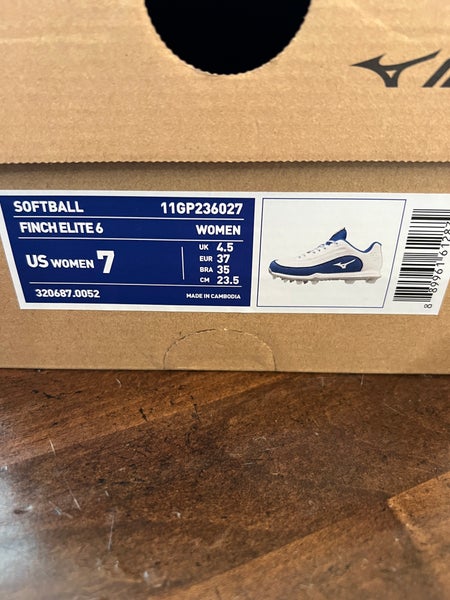 SOFTBALL 11GP236027
FINCH ELITE 6 WOMEN
US WOMEN 7
UK 4.5
EUR 37
BRA 35
CM 23.5
320687.0052 MADE IN CAMBODIA